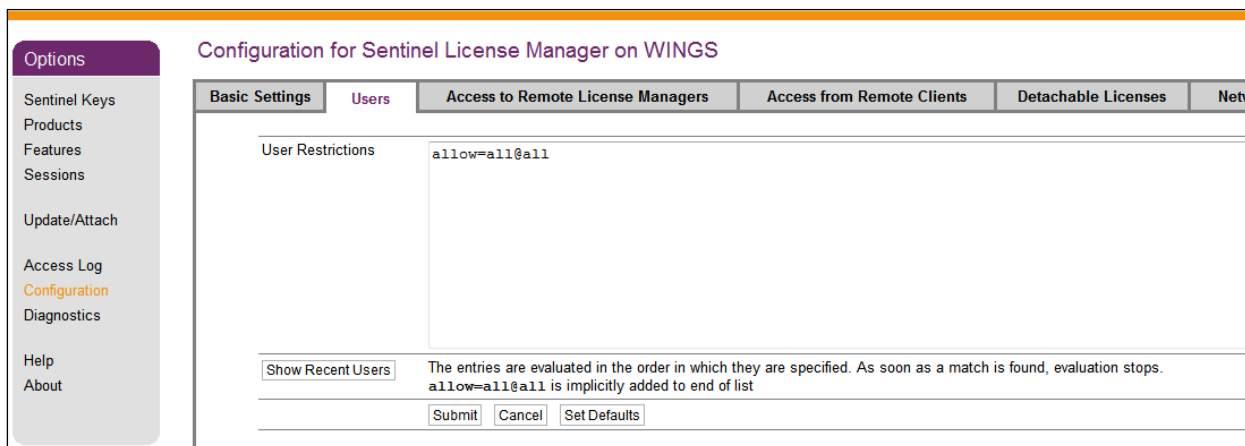 Options
Sentinel Keys
Products
Features
Sessions
Update/Attach
Access Log
Configuration
Diagnostics
Help
About
Configuration for Sentinel License Manager on WINGS
Basic Settings Users Access to Remote License Managers Access from Remote Clients Detachable Licenses
User Restrictions allow=all@all
Show Recent Users The entries are evaluated in the order in which they are specified. As soon as a match is found, evaluation stops.
allow=all@all is implicitly added to end of list
Submit Cancel Set Defaults